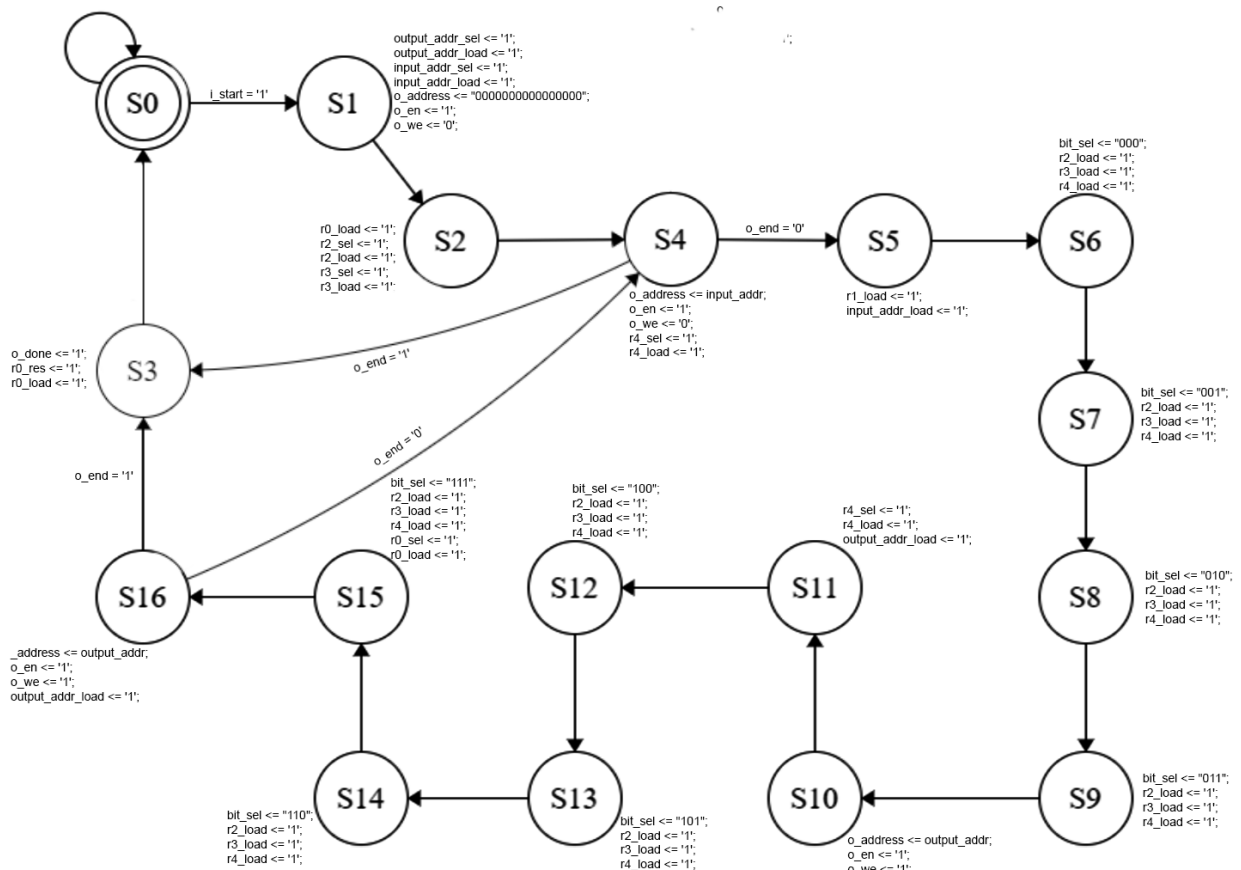 S0
i_start = '1'
S1
output_addr_sel <= '1';
output_addr_load <= '1';
input_addr_sel <= '1';
input_addr_load <= '1';
o_address <= "0000000000000000";
o_en <= '1';
o_we <= '0';
S2
r0_load <= '1';
r2_sel <= '1';
r2_load <= '1';
r3_sel <= '1';
r3_load <= '1'
S4
o_address <= input_addr;
o_en <= '1';
o_we <= '0';
r4_sel <= '1';
r4_load <= '1';
o_end = '0'
S5
r1_load <= '1';
input_addr_load <= '1';
bit_sel <= "000";
r2_load <= '1';
r3_load <= '1';
r4_load <= '1';
S6
S3
o_done <= '1';
r0_res <= '1';
r0_load <= '1';
o_end = '1'
o_end = '0'
o_end = '1'
S7
bit_sel <= "001";
r2_load <= '1';
r3_load <= '1';
r4_load <= '1';
S16
_address <= output_addr;
o_en <= '1';
o_we <= '1';
output_addr_load <= '1';
bit_sel <= "111";
r2_load <= '1';
r3_load <= '1';
r4_load <= '1';
r0_sel <= '1';
r0_load <= '1';
S15
bit_sel <= "100";
r2_load <= '1';
r3_load <= '1';
r4_load <= '1';
S12
r4_sel <= '1';
r4_load <= '1';
output_addr_load <= '1';
S11
S8
bit_sel <= "010";
r2_load <= '1';
r3_load <= '1';
r4_load <= '1';
S14
bit_sel <= "110";
r2_load <= '1';
r3_load <= '1';
r4_load <= '1';
S13
bit_sel <= "101";
r2_load <= '1';
r3_load <= '1';
r4_load <= '1';
S10
o_address <= output_addr;
o_en <= '1';
o_we <= '1';
S9
bit_sel <= "011";
r2_load <= '1';
r3_load <= '1';
r4_load <= '1';